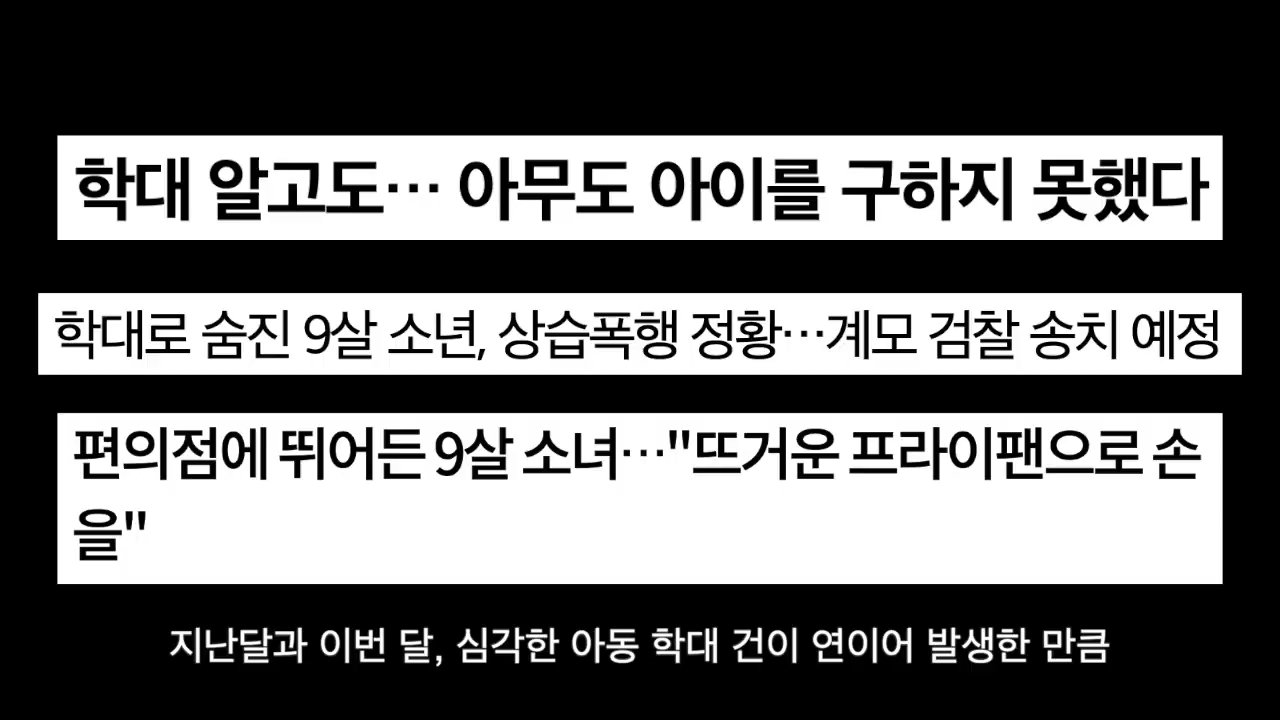 학대 알고도… 아무도 아이를 구하지 못했다
학대로 숨진 9살 소년, 상습폭행 정황…계모 검찰 송치 예정
편의점에 뛰어든 9살 소녀…"뜨거운 프라이팬으로 손
을"
지난달과 이번 달, 심각한 아동 학대 건이 연이어 발생한 만큼